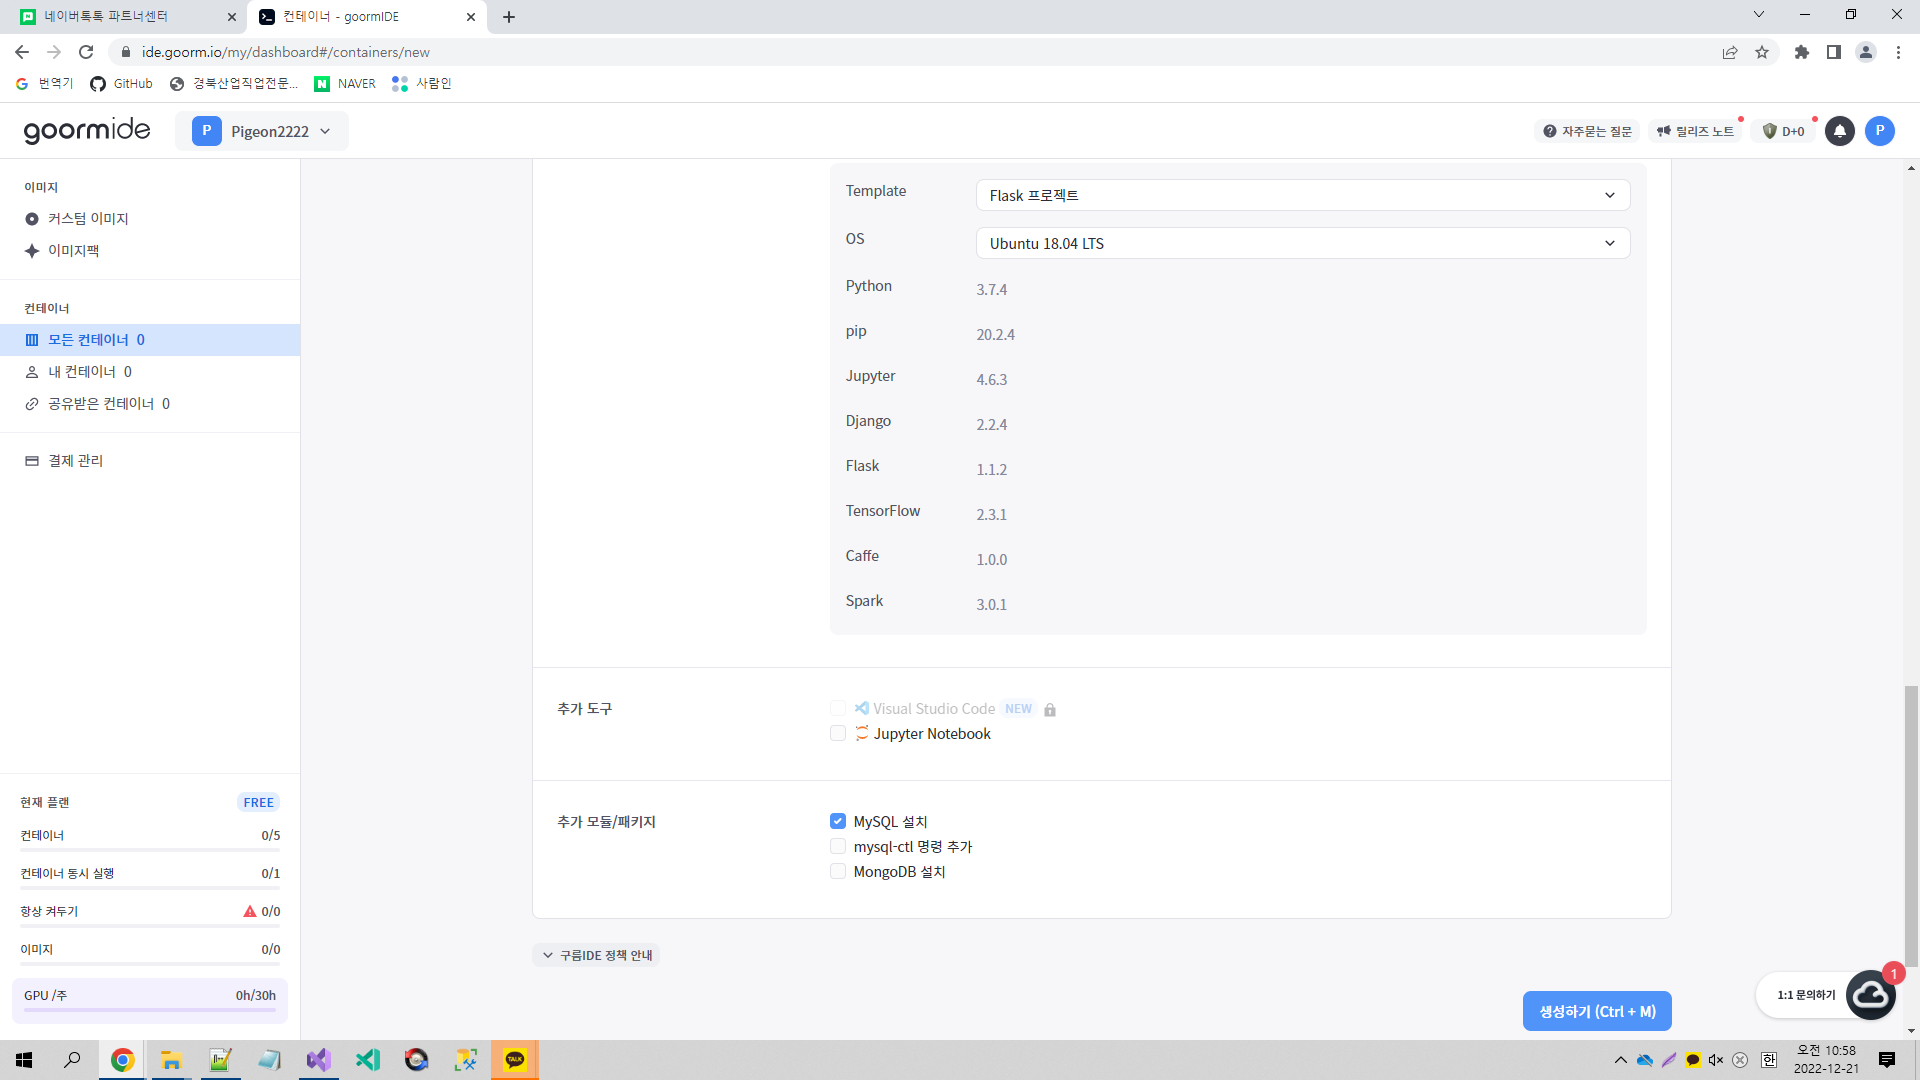 네이버톡톡 파트너센터
컨테이너 - goormIDE
ide.goorm.io/my/dashboard#/containers/new
번역기
GitHub
경북산업직업전문...
NAVER
사람인
goormide
P
Pigeon2222
자주묻는 질문
릴리즈 노트
D+0
P
이미지
커스텀 이미지
이미지팩
컨테이너
모든 컨테이너 0
내 컨테이너 0
공유받은 컨테이너 0
결제 관리
현재 플랜 FREE
컨테이너 0/5
컨테이너 동시 실행 0/1
항상 켜두기 0/0
이미지 0/0
GPU /주 0h/30h
Template Flask 프로젝트
OS Ubuntu 18.04 LTS
Python 3.7.4
pip 20.2.4
Jupyter 4.6.3
Django 2.2.4
Flask 1.1.2
TensorFlow 2.3.1
Caffe 1.0.0
Spark 3.0.1
추가 도구
Visual Studio Code NEW
Jupyter Notebook
추가 모듈/패키지
MySQL 설치
mysql-ctl 명령 추가
MongoDB 설치
구름IDE 정책 안내
생성하기 (Ctrl + M)
1:1 문의하기
1
TALK
한
오전 10:58
2022-12-21